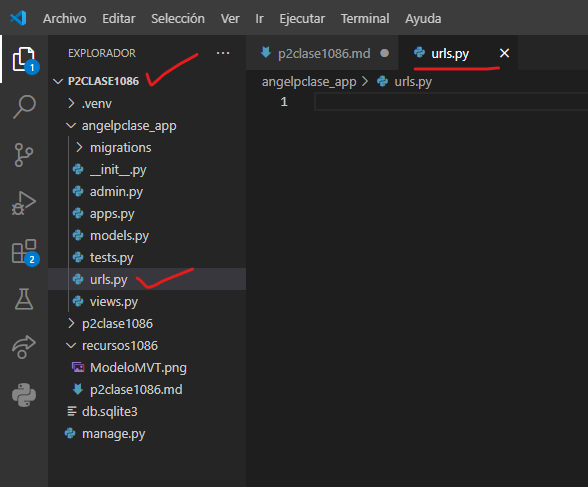 Archivo Editar Selección Ver Ir Ejecutar Terminal Ayuda
EXPLORADOR
P2CLASE1086
.venv
angelpclase_app
migrations
__init__.py
admin.py
apps.py
models.py
tests.py
urls.py
views.py
p2clase1086
recursos1086
ModeloMVT.png
p2clase1086.md
db.sqlite3
manage.py
p2clase1086.md urls.py
angelpclase_app > urls.py
1
1
2